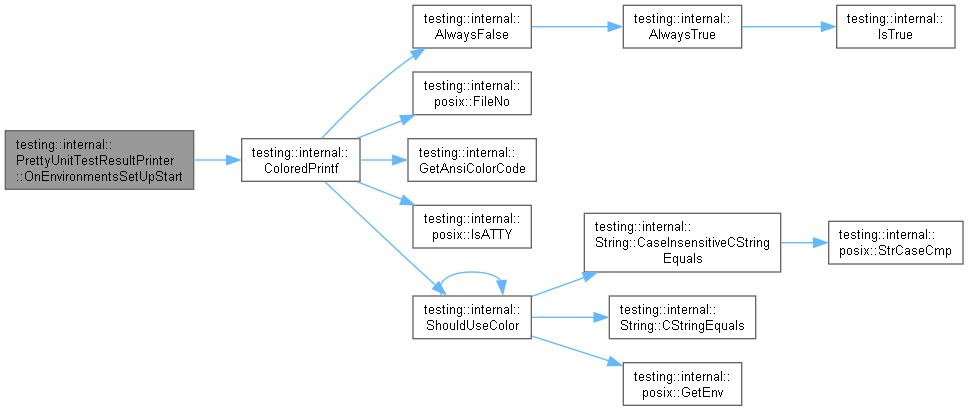 testing::internal::
PrettyUnitTestResultPrinter
::OnEnvironmentsSetUpStart
testing::internal::
ColoredPrintf
testing::internal::
AlwaysFalse
testing::internal::
AlwaysTrue
testing::internal::
IsTrue
testing::internal::
posix::FileNo
testing::internal::
GetAnsiColorCode
testing::internal::
posix::IsATTY
testing::internal::
ShouldUseColor
testing::internal::
String::CaseInsensitiveCString
Equals
testing::internal::
posix::StrCaseCmp
testing::internal::
String::CStringEquals
testing::internal::
posix::GetEnv